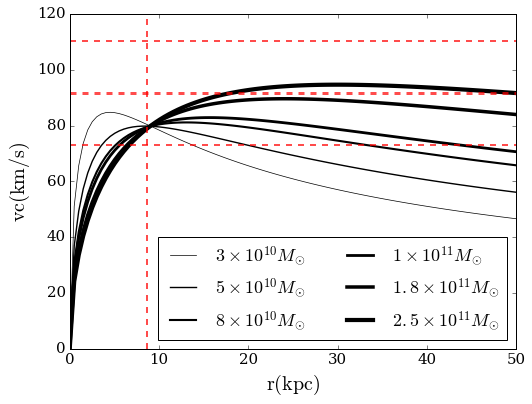 120
100
80
60
40
20
0
vc(km/s)
3 × 10^{10} M_⊙
5 × 10^{10} M_⊙
8 × 10^{10} M_⊙
1 × 10^{11} M_⊙
1.8 × 10^{11} M_⊙
2.5 × 10^{11} M_⊙
0 10 20 30 40 50
r(kpc)